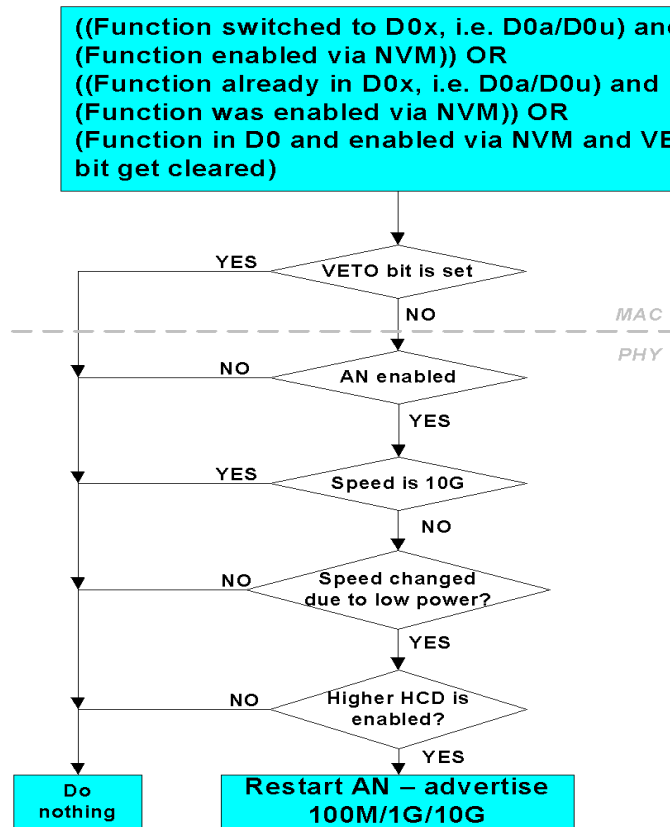 ((Function switched to D0x, i.e. D0a/D0u) and
(Function enabled via NVM)) OR
((Function already in D0x, i.e. D0a/D0u) and
(Function was enabled via NVM)) OR
(Function in D0 and enabled via NVM and VE
bit get cleared)
YES
VETO bit is set
NO
MAC
PHY
NO
AN enabled
YES
YES
Speed is 10G
NO
NO
Speed changed
due to low power?
YES
NO
Higher HCD is
enabled?
YES
Do
nothing
Restart AN – advertise
100M/1G/10G